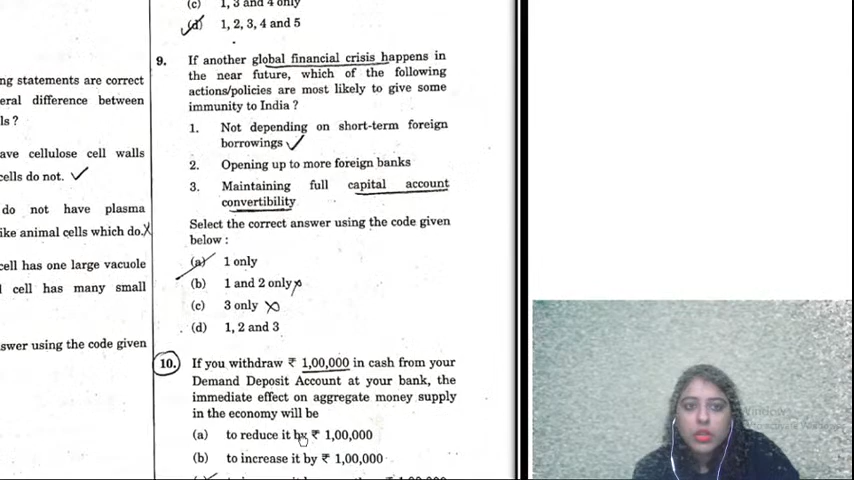 (c) 1, 3 and 4 only
(d) 1, 2, 3, 4 and 5
ng statements are correct
eral difference between
ls ?
ave cellulose cell walls
cells do not.
do not have plasma
ike animal cells which do.
cell has one large vacuole
cell has many small
swer using the code given
9. If another global financial crisis happens in
the near future, which of the following
actions/policies are most likely to give some
immunity to India ?
1. Not depending on short-term foreign
borrowings
2. Opening up to more foreign banks
3. Maintaining full capital account
convertibility
Select the correct answer using the code given
below :
(a) 1 only
(b) 1 and 2 only
(c) 3 only
(d) 1, 2 and 3
10. If you withdraw ₹ 1,00,000 in cash from your
Demand Deposit Account at your bank, the
immediate effect on aggregate money supply
in the economy will be
(a) to reduce it by ₹ 1,00,000
(b) to increase it by ₹ 1,00,000